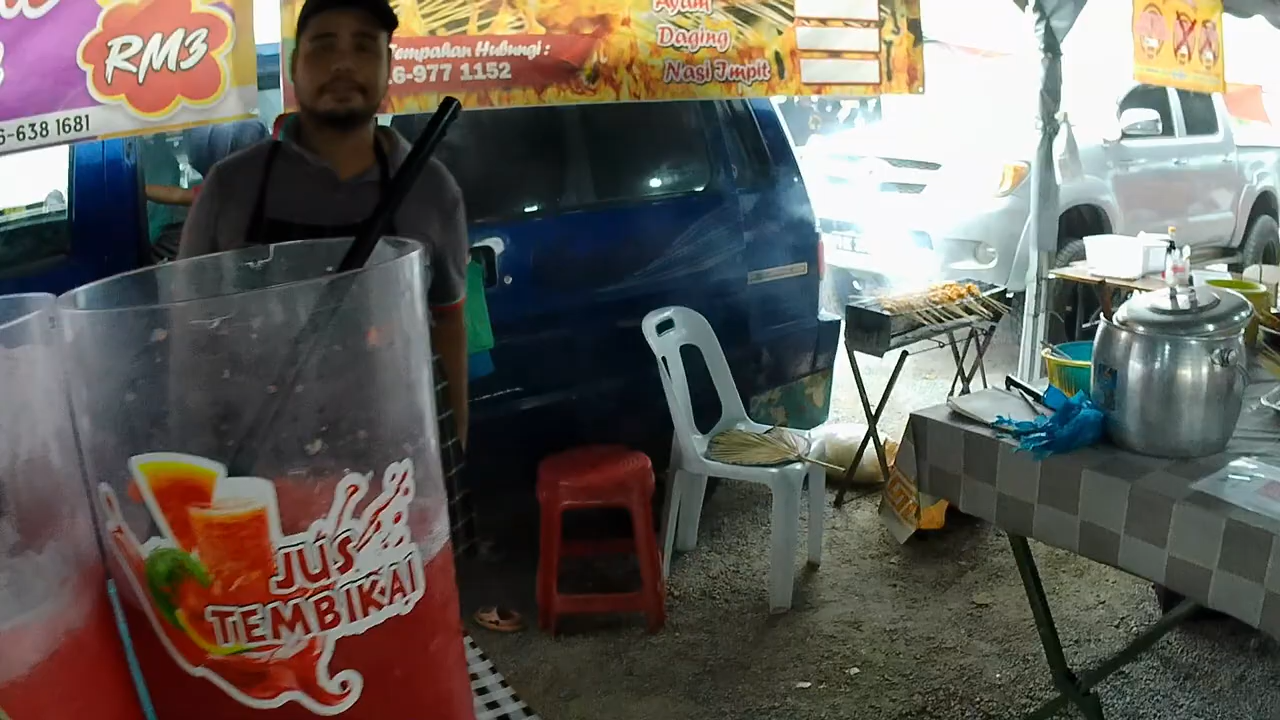 RM3
6-638 1681
Tempahan Hubungi :
6-977 1152
Ayam
Daging
Nasi Impit
JUS
TEMBIKAI